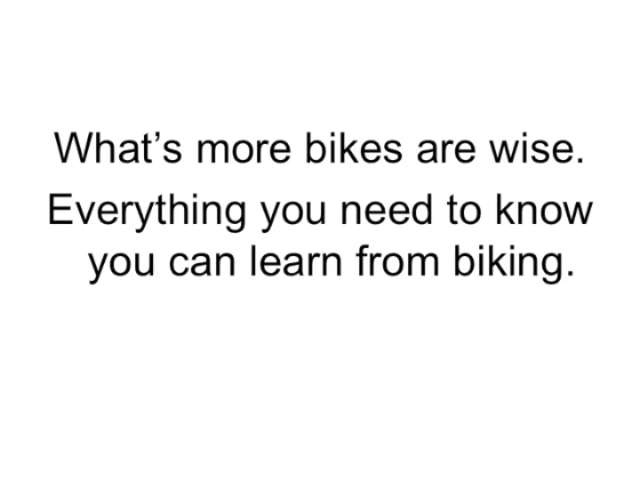 What’s more bikes are wise.
Everything you need to know
you can learn from biking.